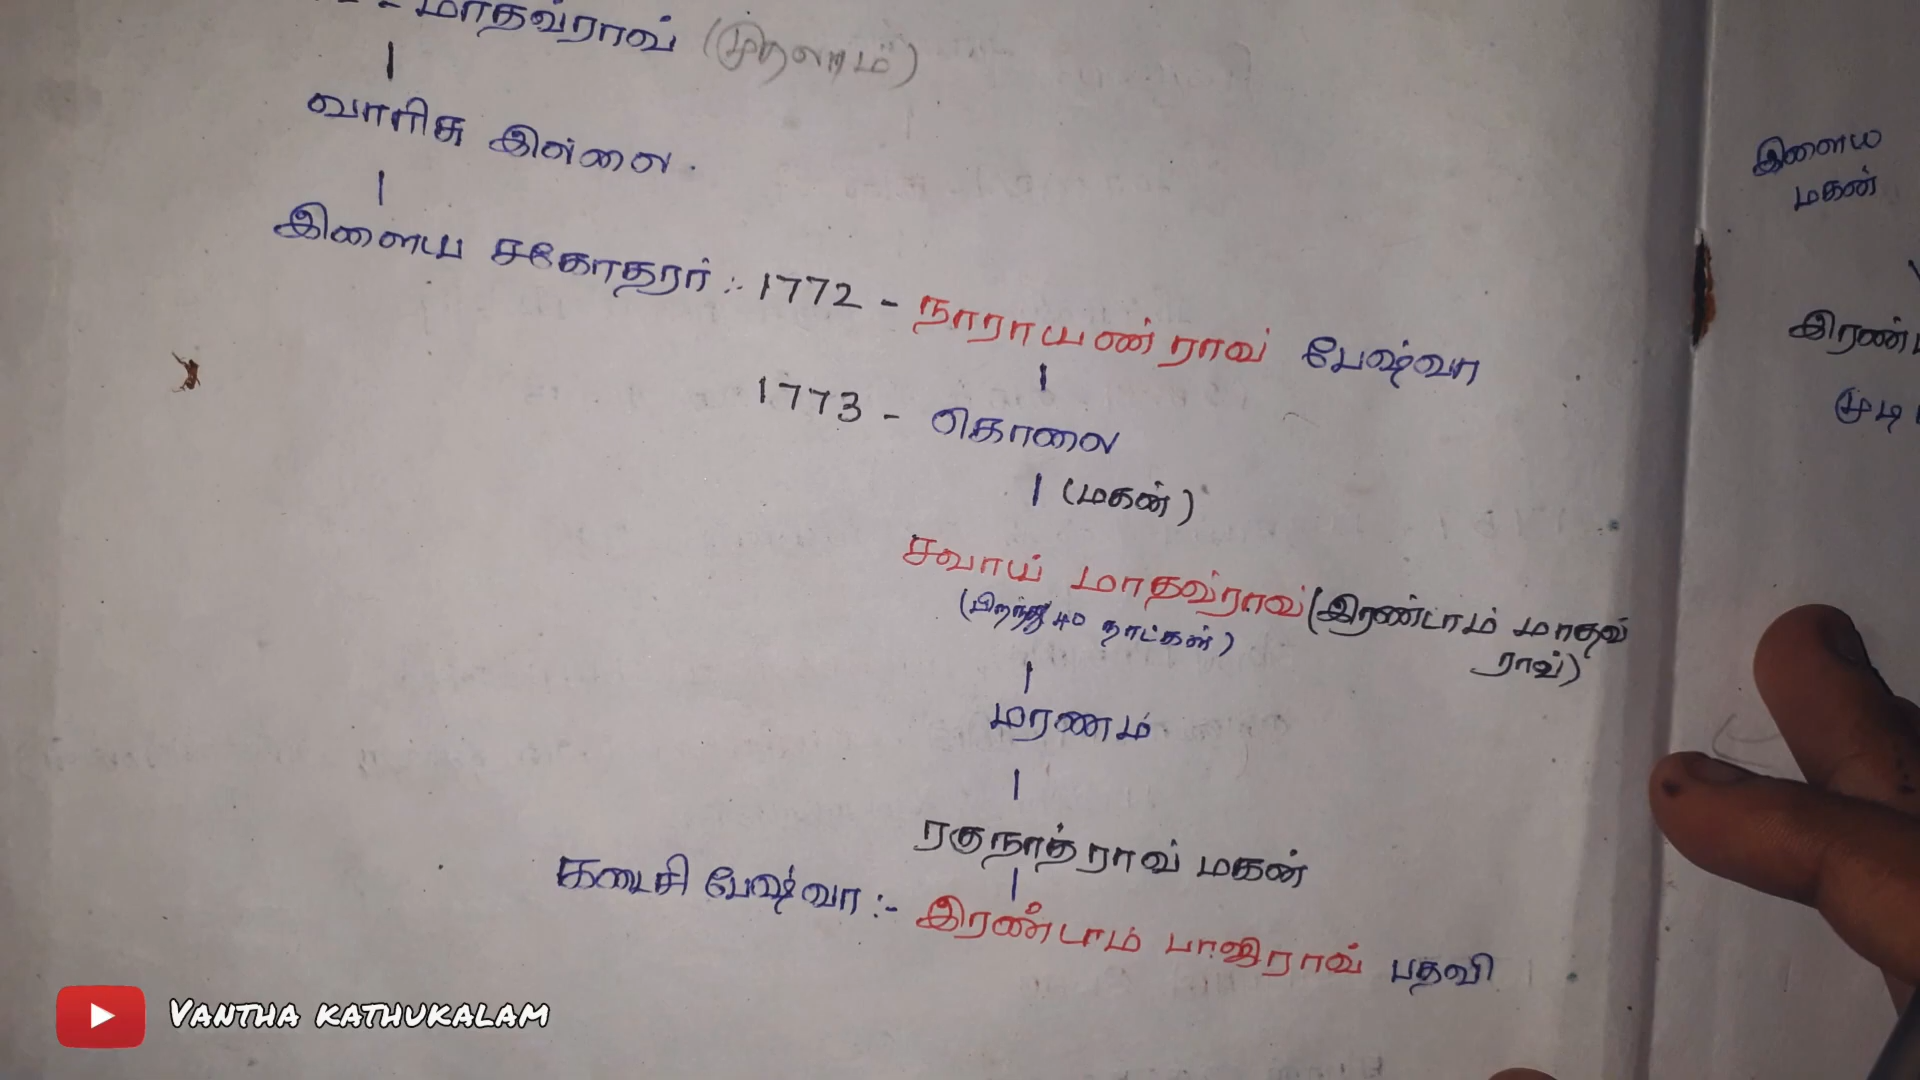 - மாதவ்ராவ் (முதலாம்)
வாரிசு இல்லை.
இளைய சகோதரர் :- 1772 - நாராயண்ராவ் பேஷ்வா
1773 - கொலை
(மகன்)
சவாய் மாதவ்ராவ் (இரண்டாம் மாதவ்
ராவ்)
(பிறந்து 40 நாட்கள்)
மரணம்
ரகுநாத்ராவ் மகன்
கடைசி பேஷ்வா :- இரண்டாம் பாஜிராவ் பதவி
இளைய
மகன்
VANTHA KATHUKALAM